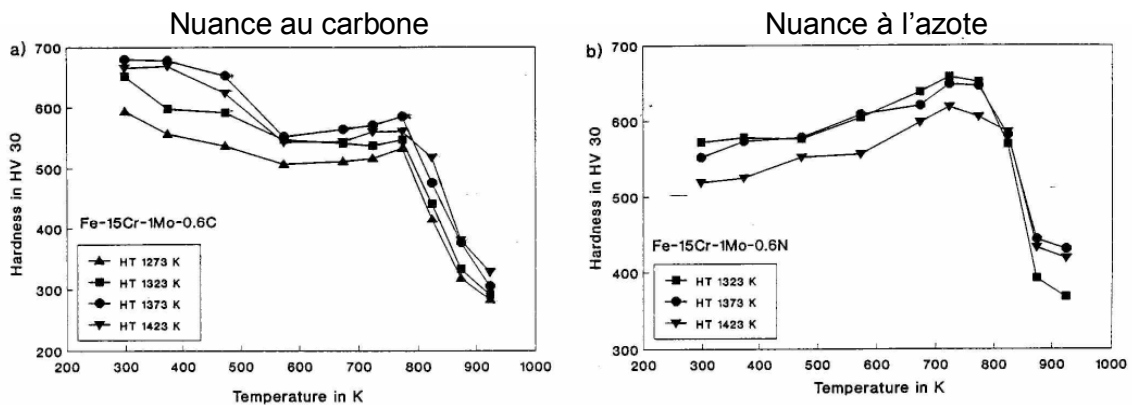 Nuance au carbone
a)
700
600
500
400
300
200
Hardness in HV 30
Fe-15Cr-1Mo-0.6C
HT 1273 K
HT 1323 K
HT 1373 K
HT 1423 K
200 300 400 500 600 700 800 900 1000
Temperature in K
Nuance à l'azote
b)
700
600
500
400
300
Hardness in HV 30
Fe-15Cr-1Mo-0.6N
HT 1323 K
HT 1373 K
HT 1423 K
200 300 400 500 600 700 800 900 1000
Temperature in K